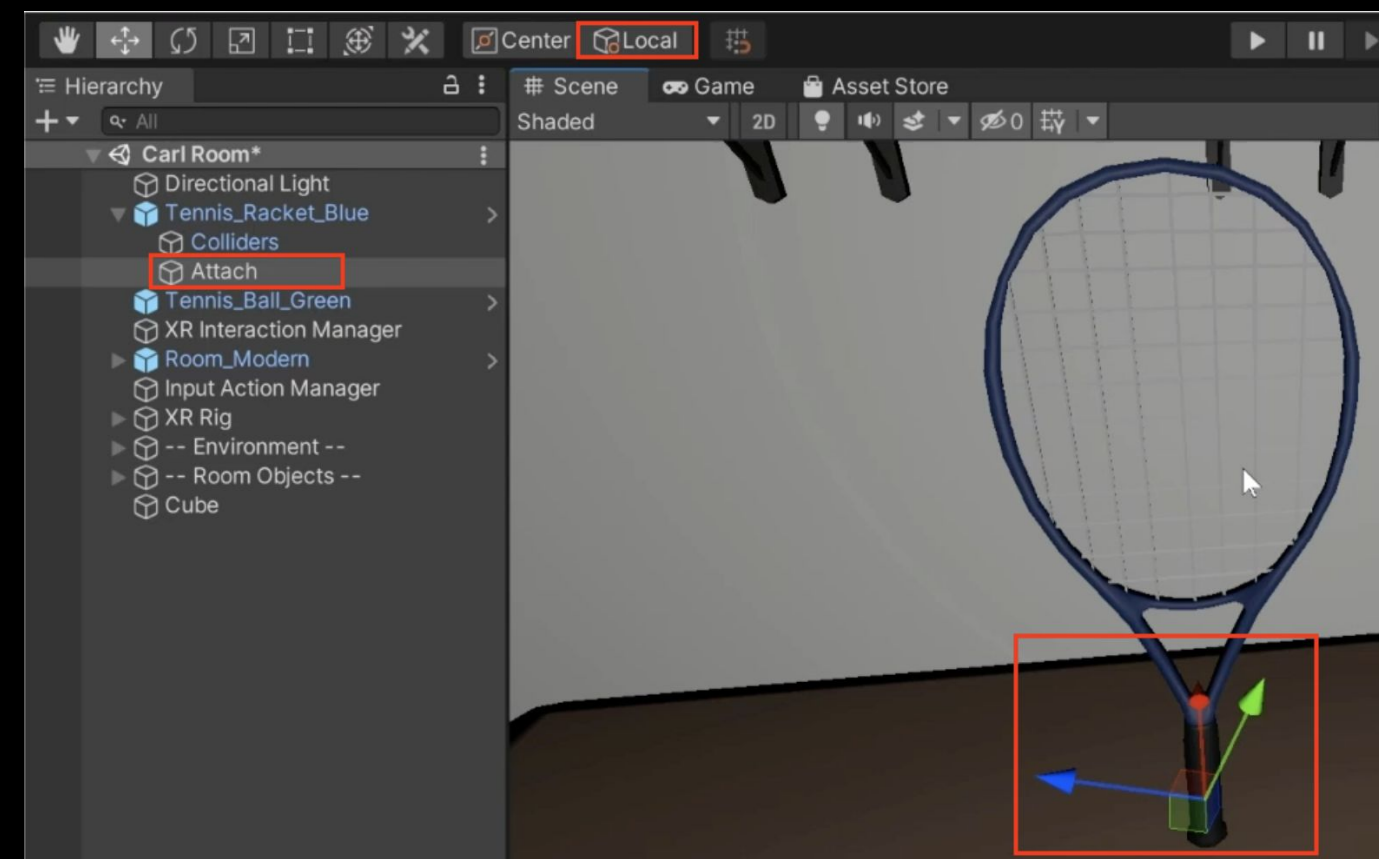 Center Local
Hierarchy
Scene Game Asset Store
All
Shaded 2D 0
Carl Room*
Directional Light
Tennis_Racket_Blue
Colliders
Attach
Tennis_Ball_Green
XR Interaction Manager
Room_Modern
Input Action Manager
XR Rig
-- Environment --
-- Room Objects --
Cube